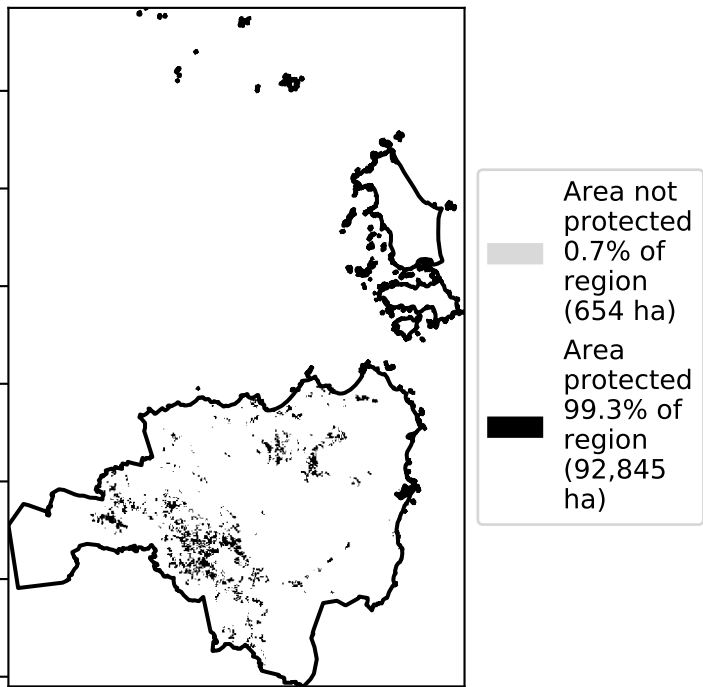 Area not
protected
0.7% of
region
(654 ha)
Area
protected
99.3% of
region
(92,845
ha)